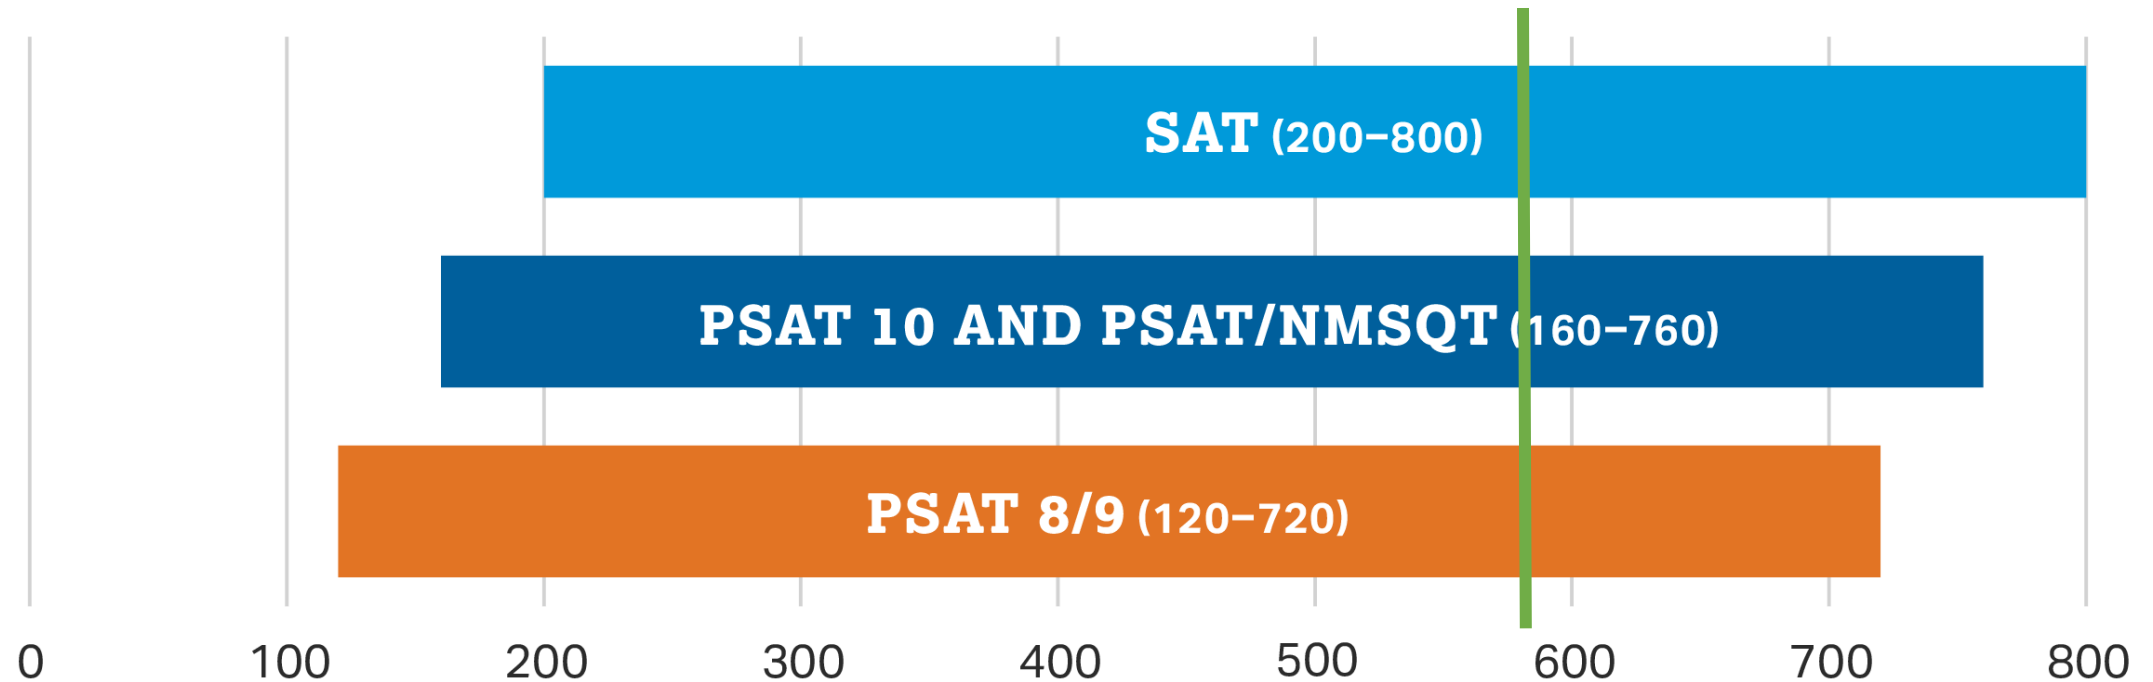 SAT (200–800)
PSAT 10 AND PSAT/NMSQT (160–760)
PSAT 8/9 (120–720)
0 100 200 300 400 500 600 700 800